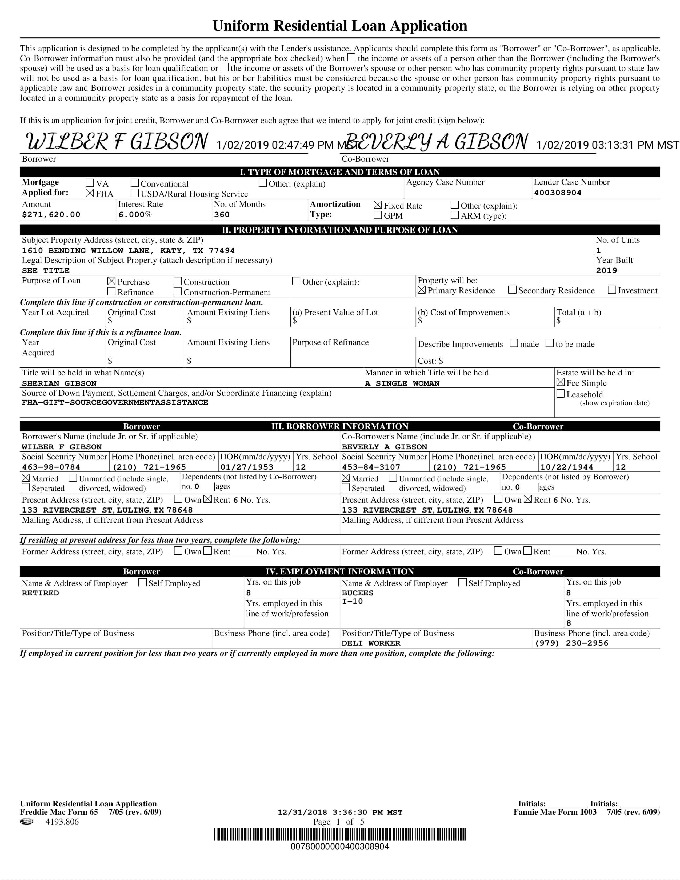 Uniform Residential Loan Application
This application is designed to be completed by the applicant(s) with the Lender's assistance. Applicants should complete this form as "Borrower" or "Co-Borrower", as applicable.
Co-Borrower information must also be provided (and the appropriate box checked) when the income or assets of a person other than the Borrower (including the Borrower's
spouse) will be used as a basis for loan qualification or the income or assets of the Borrower's spouse or other person who has community property rights pursuant to state law
will not be used as a basis for loan qualification, but his or her liabilities must be considered because the spouse or other person has community property rights pursuant to
applicable law and Borrower resides in a community property state, the security property is located in a community property state, or the Borrower is relying on other property
located in a community property state as a basis for repayment of the loan.
If this is an application for joint credit, Borrower and Co-Borrower each agree that we intend to apply for joint credit (sign below):
WILBER F GIBSON 1/02/2019 02:47:49 PM BEVERLY A GIBSON 1/02/2019 03:13:31 PM MST
Borrower Co-Borrower
I. TYPE OF MORTGAGE AND TERMS OF LOAN
Mortgage VA Conventional Other: (explain) Agency Case Number Lender Case Number
Applied for: FHA USDA/Rural Housing Service 400308904
Amount Interest Rate No. of Months Amortization Fixed Rate Other (explain):
$271,620.00 6.000% 360 Type: GPM ARM (type):
II. PROPERTY INFORMATION AND PURPOSE OF LOAN
Subject Property Address (street, city, state & ZIP) No. of Units
1610 BENDING WILLOW LANE, KATY, TX 77494 1
Legal Description of Subject Property (attach description if necessary) Year Built
SEE TITLE 2019
Purpose of Loan Purchase Construction Other (explain): Property will be:
Refinance Construction-Permanent Primary Residence Secondary Residence Investment
Complete this line if construction or construction-permanent loan.
Year Lot Acquired Original Cost Amount Existing Liens (a) Present Value of Lot (b) Cost of Improvements Total (a + b)
$ $ $ $ $
Complete this line if this is a refinance loan.
Year Original Cost Amount Existing Liens Purpose of Refinance Describe Improvements made to be made
Acquired
$ $ Cost: $
Title will be held in what Name(s) Manner in which Title will be held Estate will be held in:
SHERIAN GIBSON A SINGLE WOMAN Fee Simple
Source of Down Payment, Settlement Charges, and/or Subordinate Financing (explain) Leasehold
FHA-GIFT-SOURCEGOVERNMENTASSISTANCE (show expiration date)
Borrower III. BORROWER INFORMATION Co-Borrower
Borrower's Name (include Jr. or Sr. if applicable) Co-Borrower's Name (include Jr. or Sr. if applicable)
WILBER F GIBSON BEVERLY A GIBSON
Social Security Number Home Phone(incl. area code) DOB(mm/dd/yyyy) Yrs. School Social Security Number Home Phone(incl. area code) DOB(mm/dd/yyyy) Yrs. School
463-98-0784 (210) 721-1965 01/27/1953 12 453-84-3107 (210) 721-1965 10/22/1944 12
Married Unmarried (include single, Dependents (not listed by Co-Borrower) Married Unmarried (include single, Dependents (not listed by Borrower)
Separated divorced, widowed) no. 0 ages Separated divorced, widowed) no. 0 ages
Present Address (street, city, state, ZIP) Own Rent 6 No. Yrs. Present Address (street, city, state, ZIP) Own Rent 6 No. Yrs.
133 RIVERCREST ST, LULING, TX 78648 133 RIVERCREST ST, LULING, TX 78648
Mailing Address, if different from Present Address Mailing Address, if different from Present Address
If residing at present address for less than two years, complete the following:
Former Address (street, city, state, ZIP) Own Rent No. Yrs. Former Address (street, city, state, ZIP) Own Rent No. Yrs.
Borrower IV. EMPLOYMENT INFORMATION Co-Borrower
Name & Address of Employer Self Employed Yrs. on this job Name & Address of Employer Self Employed Yrs. on this job
RETIRED 8 BUCEES 8
Yrs. employed in this I-10 Yrs. employed in this
line of work/profession line of work/profession
8
Position/Title/Type of Business Business Phone (incl. area code) Position/Title/Type of Business Business Phone (incl. area code)
DELI WORKER (979) 230-2956
If employed in current position for less than two years or if currently employed in more than one position, complete the following:
Uniform Residential Loan Application Initials: Initials:
Freddie Mac Form 65 7/05 (rev. 6/09) 12/31/2018 3:36:30 PM MST Fannie Mae Form 1003 7/05 (rev. 6/09)
4193.806 Page 1 of 5
00780000000400308904